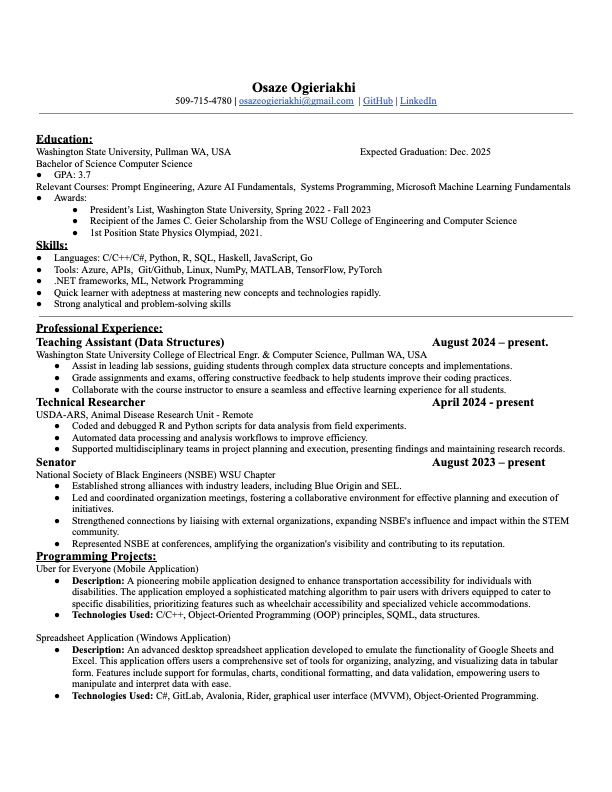 Osaze Ogieriakhi
509-715-4780 | osazeogieriakhi@gmail.com | GitHub | LinkedIn
Education:
Washington State University, Pullman WA, USA Expected Graduation: Dec. 2025
Bachelor of Science Computer Science
● GPA: 3.7
Relevant Courses: Prompt Engineering, Azure AI Fundamentals, Systems Programming, Microsoft Machine Learning Fundamentals
● Awards:
● President's List, Washington State University, Spring 2022 - Fall 2023
● Recipient of the James C. Geier Scholarship from the WSU College of Engineering and Computer Science
● 1st Position State Physics Olympiad, 2021.
Skills:
● Languages: C/C++/C#, Python, R, SQL, Haskell, JavaScript, Go
● Tools: Azure, APIs, Git/Github, Linux, NumPy, MATLAB, TensorFlow, PyTorch
● .NET frameworks, ML, Network Programming
● Quick learner with adeptness at mastering new concepts and technologies rapidly.
● Strong analytical and problem-solving skills
Professional Experience:
Teaching Assistant (Data Structures) August 2024 – present.
Washington State University College of Electrical Engr. & Computer Science, Pullman WA, USA
● Assist in leading lab sessions, guiding students through complex data structure concepts and implementations.
● Grade assignments and exams, offering constructive feedback to help students improve their coding practices.
● Collaborate with the course instructor to ensure a seamless and effective learning experience for all students.
Technical Researcher April 2024 - present
USDA-ARS, Animal Disease Research Unit - Remote
● Coded and debugged R and Python scripts for data analysis from field experiments.
● Automated data processing and analysis workflows to improve efficiency.
● Supported multidisciplinary teams in project planning and execution, presenting findings and maintaining research records.
Senator August 2023 – present
National Society of Black Engineers (NSBE) WSU Chapter
● Established strong alliances with industry leaders, including Blue Origin and SEL.
● Led and coordinated organization meetings, fostering a collaborative environment for effective planning and execution of
initiatives.
● Strengthened connections by liaising with external organizations, expanding NSBE's influence and impact within the STEM
community.
● Represented NSBE at conferences, amplifying the organization's visibility and contributing to its reputation.
Programming Projects:
Uber for Everyone (Mobile Application)
● Description: A pioneering mobile application designed to enhance transportation accessibility for individuals with
disabilities. The application employed a sophisticated matching algorithm to pair users with drivers equipped to cater to
specific disabilities, prioritizing features such as wheelchair accessibility and specialized vehicle accommodations.
● Technologies Used: C/C++, Object-Oriented Programming (OOP) principles, SQML, data structures.
Spreadsheet Application (Windows Application)
● Description: An advanced desktop spreadsheet application developed to emulate the functionality of Google Sheets and
Excel. This application offers users a comprehensive set of tools for organizing, analyzing, and visualizing data in tabular
form. Features include support for formulas, charts, conditional formatting, and data validation, empowering users to
manipulate and interpret data with ease.
● Technologies Used: C#, GitLab, Avalonia, Rider, graphical user interface (MVVM), Object-Oriented Programming.